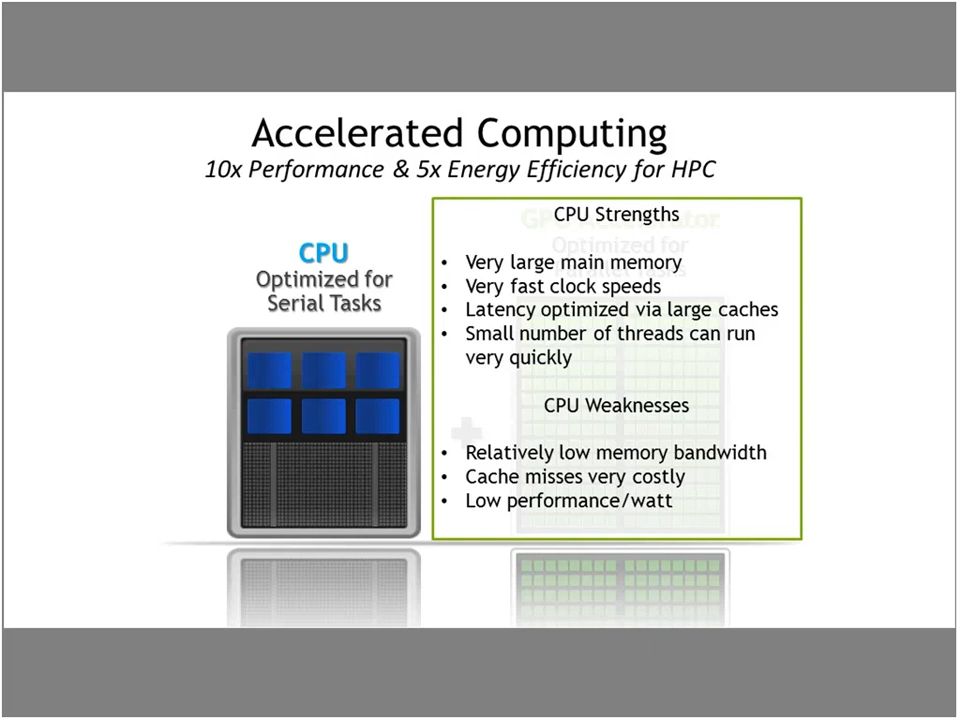 Accelerated Computing
10x Performance & 5x Energy Efficiency for HPC
CPU
Optimized for
Serial Tasks
CPU Strengths
• Very large main memory
• Very fast clock speeds
• Latency optimized via large caches
• Small number of threads can run
very quickly
CPU Weaknesses
• Relatively low memory bandwidth
• Cache misses very costly
• Low performance/watt
Optimized for